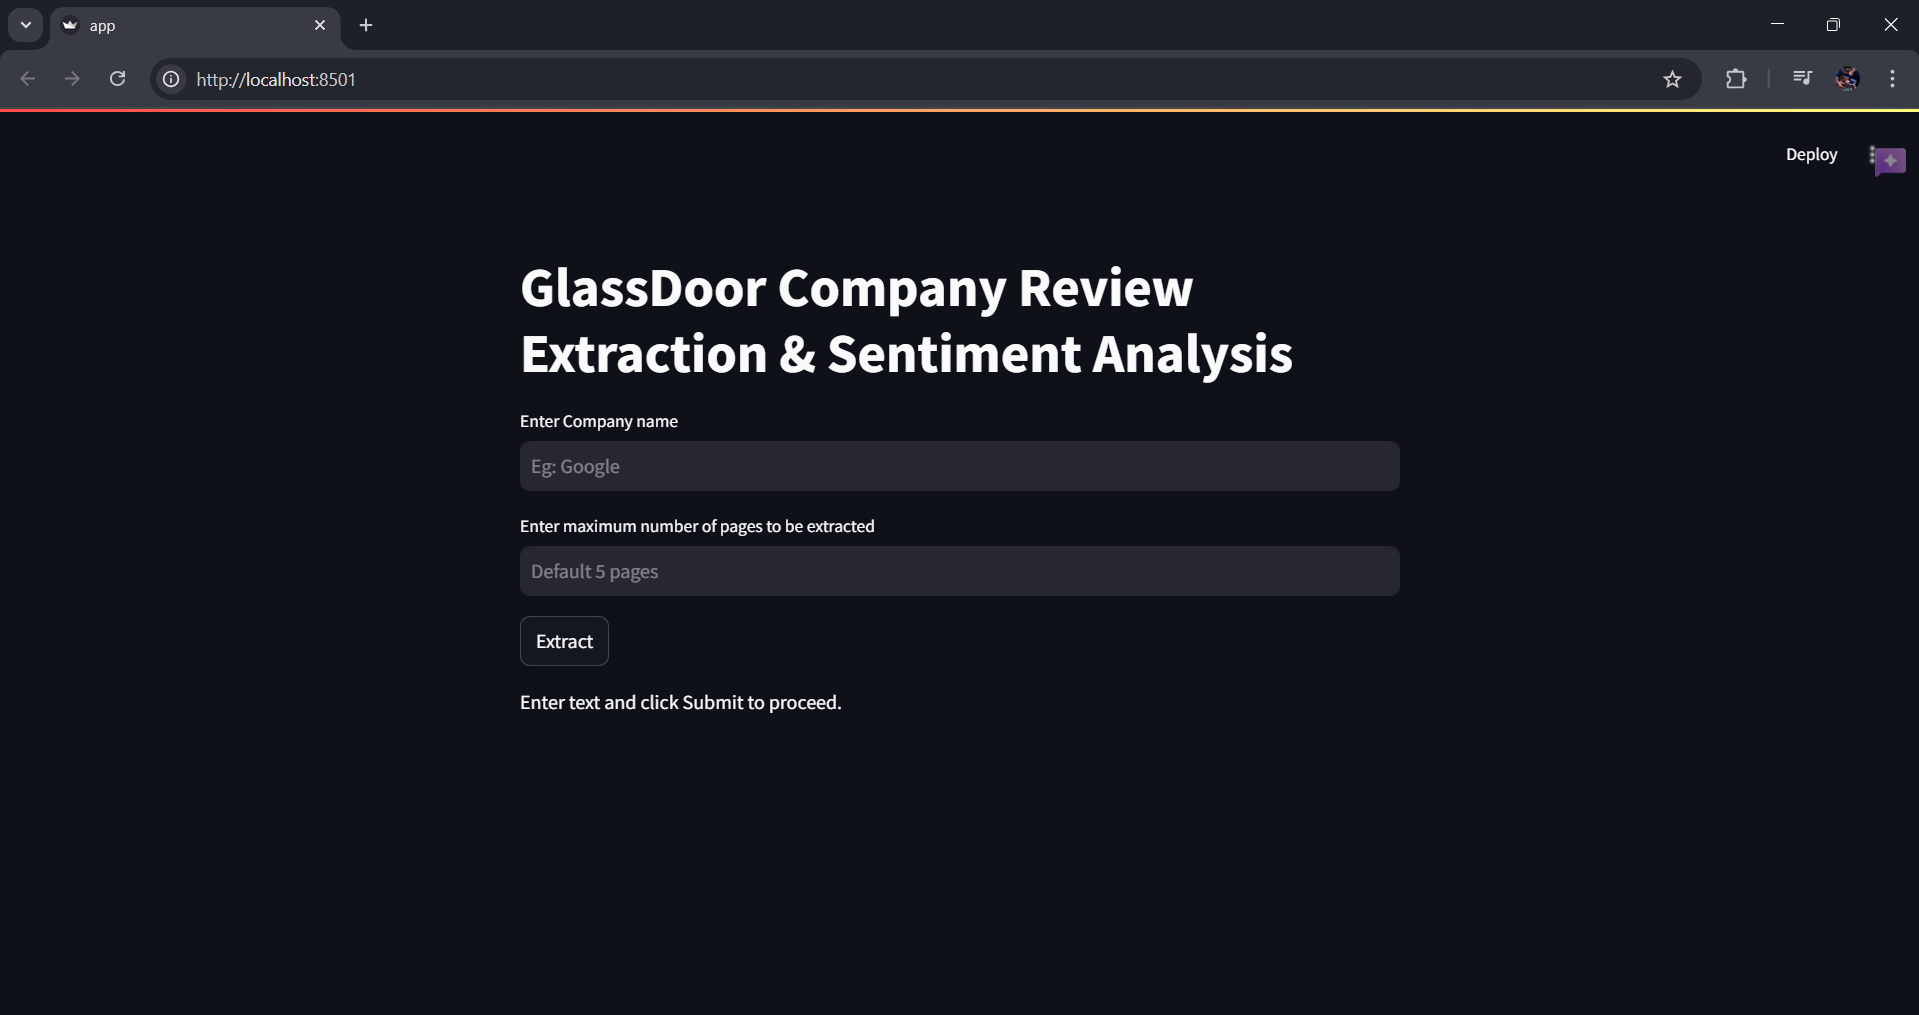 app
http://localhost:8501
Deploy
GlassDoor Company Review
Extraction & Sentiment Analysis
Enter Company name
Eg: Google
Enter maximum number of pages to be extracted
Default 5 pages
Extract
Enter text and click Submit to proceed.